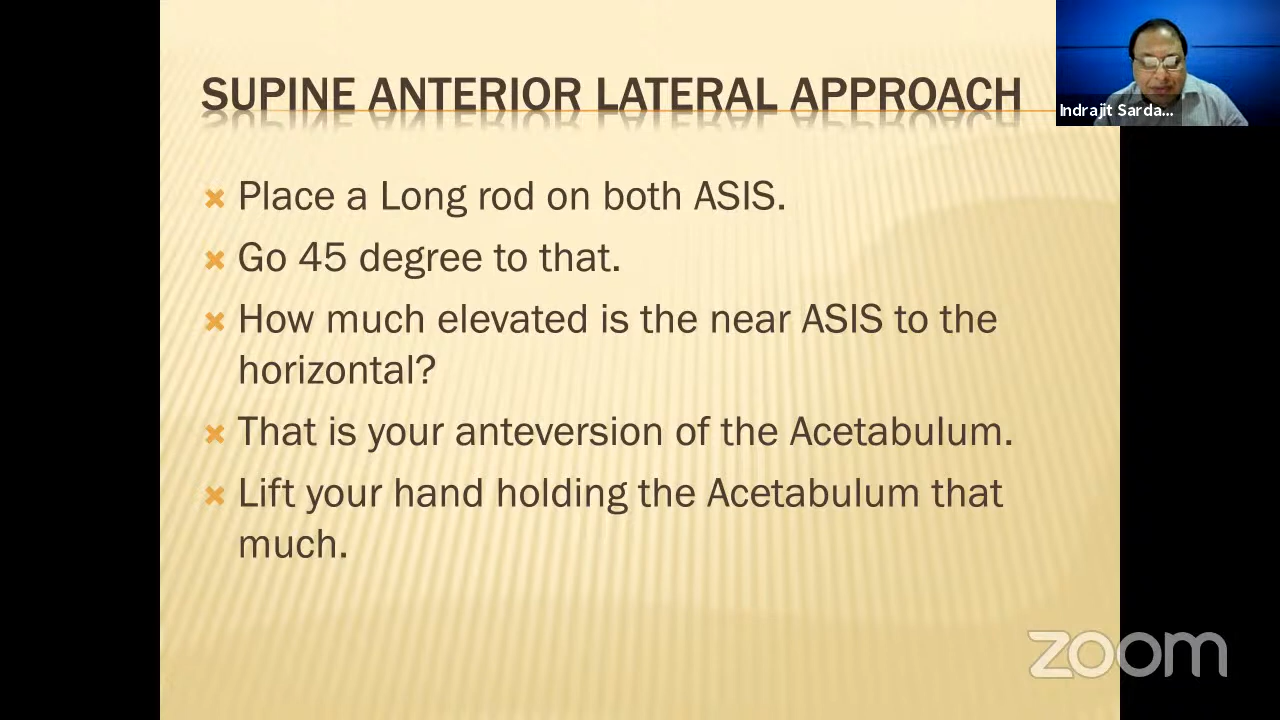 SUPINE ANTERIOR LATERAL APPROACH
Indrajit Sarda...
Place a Long rod on both ASIS.
Go 45 degree to that.
How much elevated is the near ASIS to the
horizontal?
That is your anteversion of the Acetabulum.
Lift your hand holding the Acetabulum that
much.
zoom